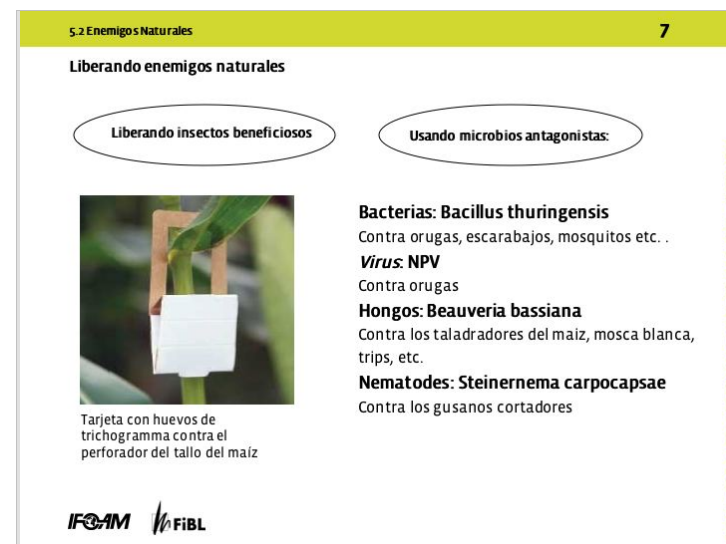 5.2 Enemigos Naturales
7
Liberando enemigos naturales
Liberando insectos beneficiosos
Usando microbios antagonistas:
Bacterias: Bacillus thuringensis
Contra orugas, escarabajos, mosquitos etc. .
Virus: NPV
Contra orugas
Hongos: Beauveria bassiana
Contra los taladradores del maiz, mosca blanca,
trips, etc.
Nematodes: Steinernema carpocapsae
Contra los gusanos cortadores
Tarjeta con huevos de
trichogramma contra el
perforador del tallo del maíz
IFOAM
FiBL